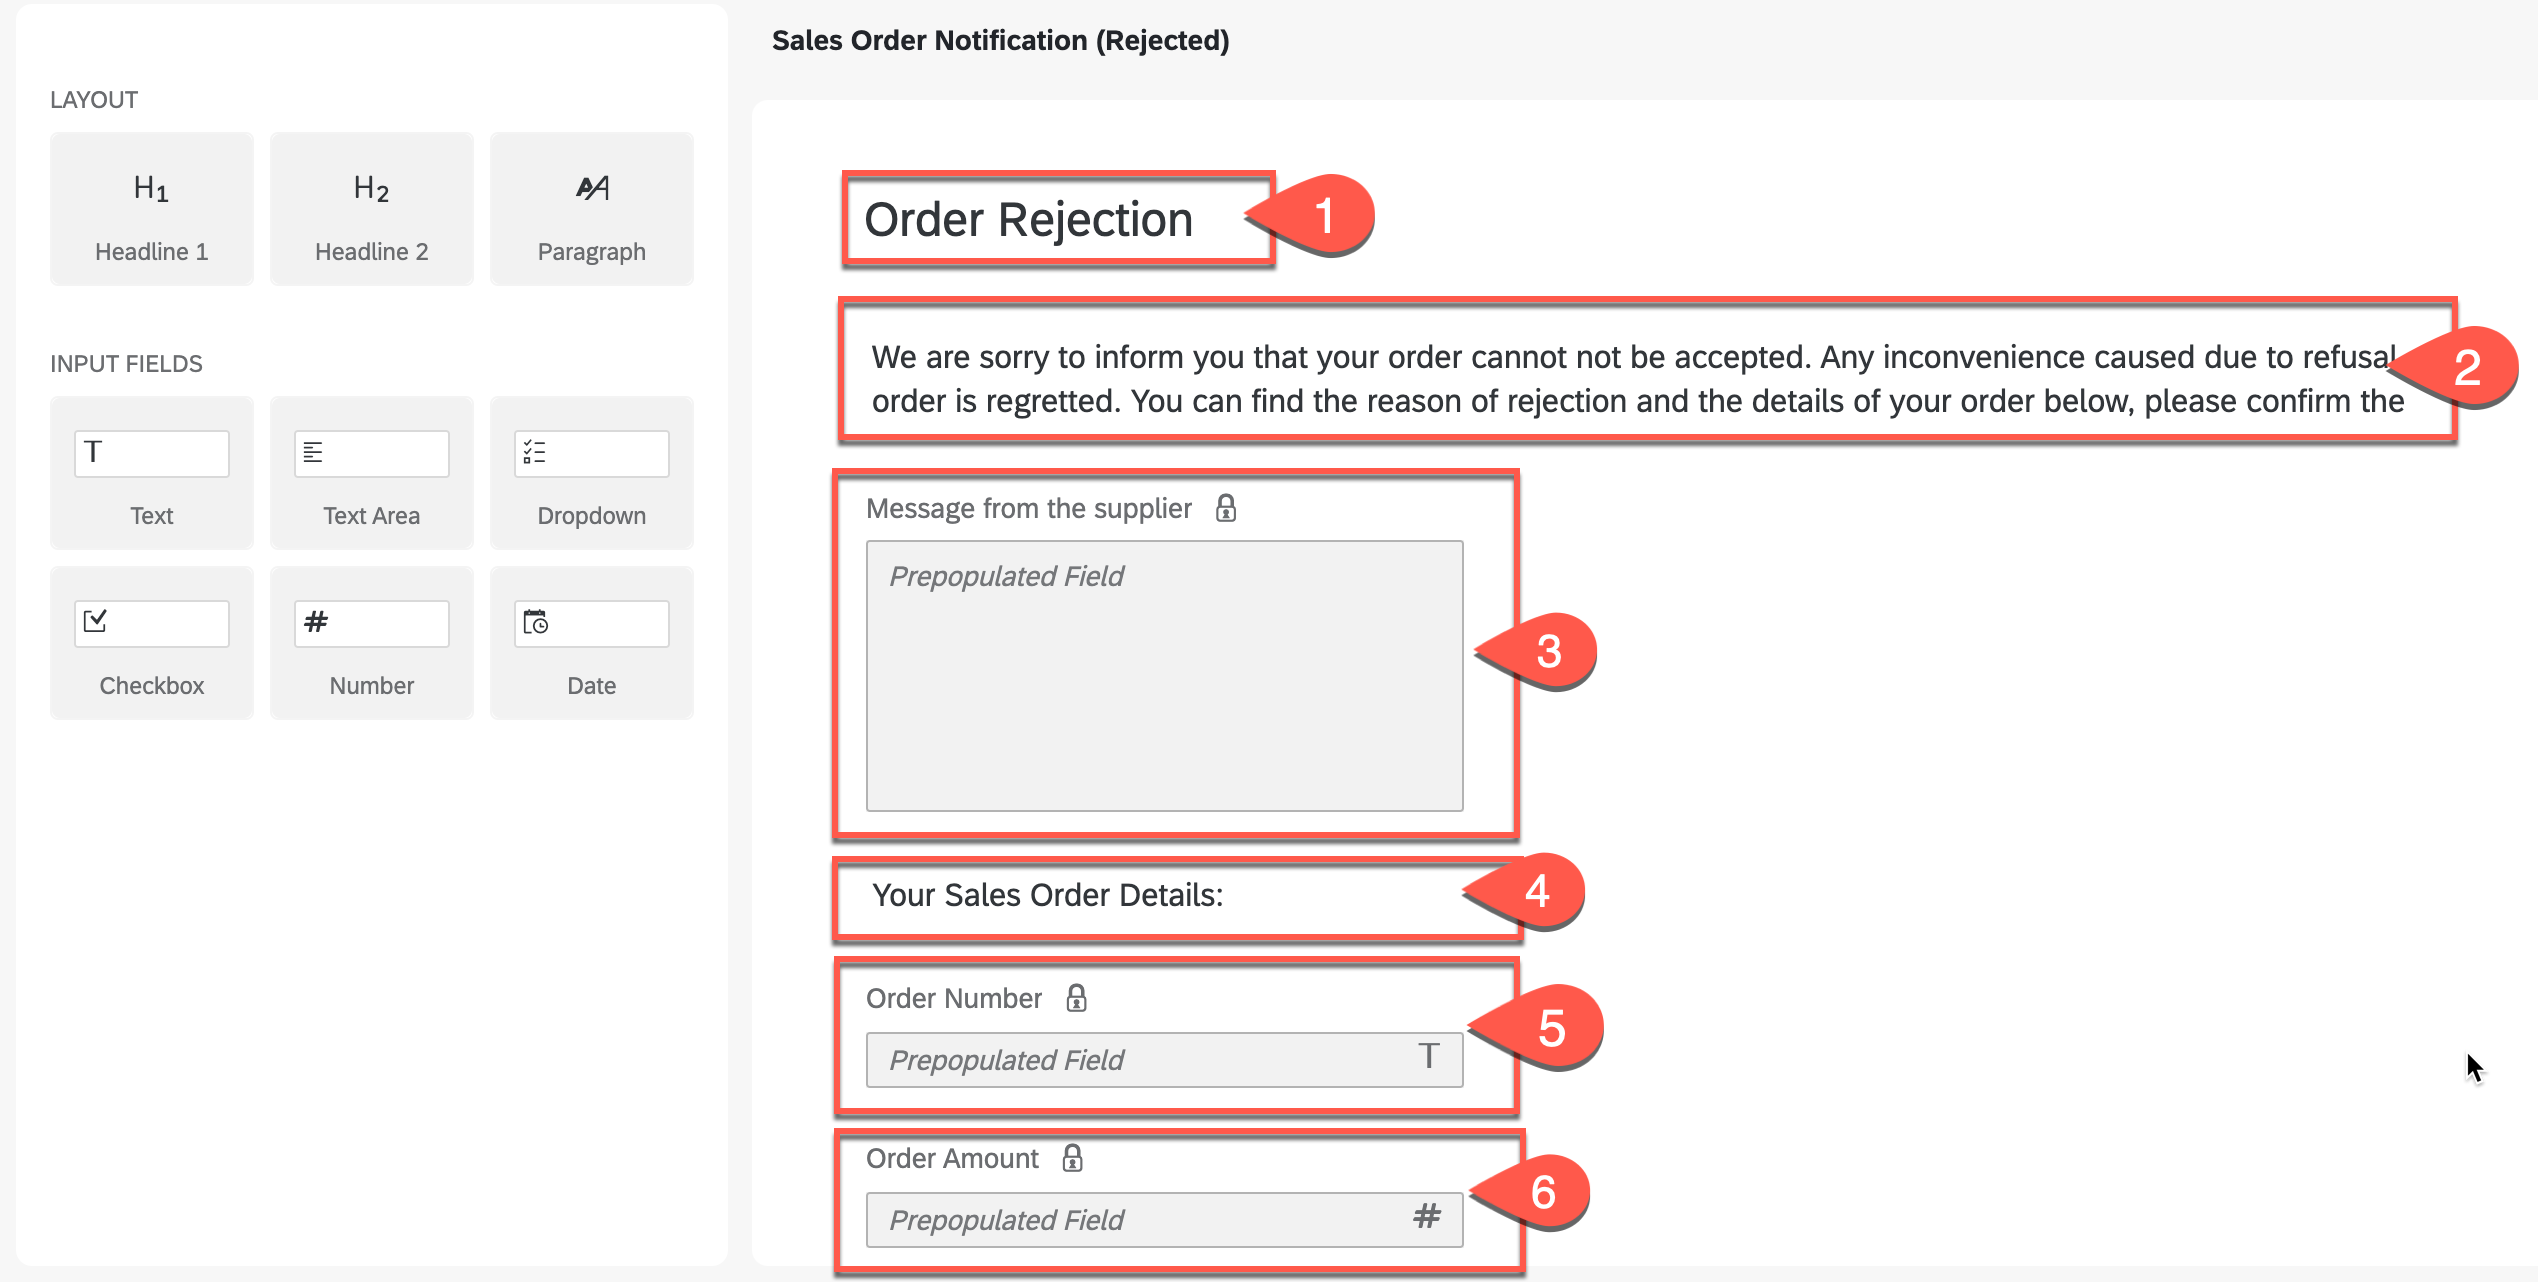 Sales Order Notification (Rejected)
LAYOUT
H1
H2
AA
Headline 1
Headline 2
Paragraph
INPUT FIELDS
T
Text
Text Area
Dropdown
#
Checkbox
Number
Date
Order Rejection
1
We are sorry to inform you that your order cannot not be accepted. Any inconvenience caused due to refusal
order is regretted. You can find the reason of rejection and the details of your order below, please confirm the
2
Message from the supplier
Prepopulated Field
3
Your Sales Order Details:
4
Order Number
Prepopulated Field T
5
Order Amount
Prepopulated Field #
6